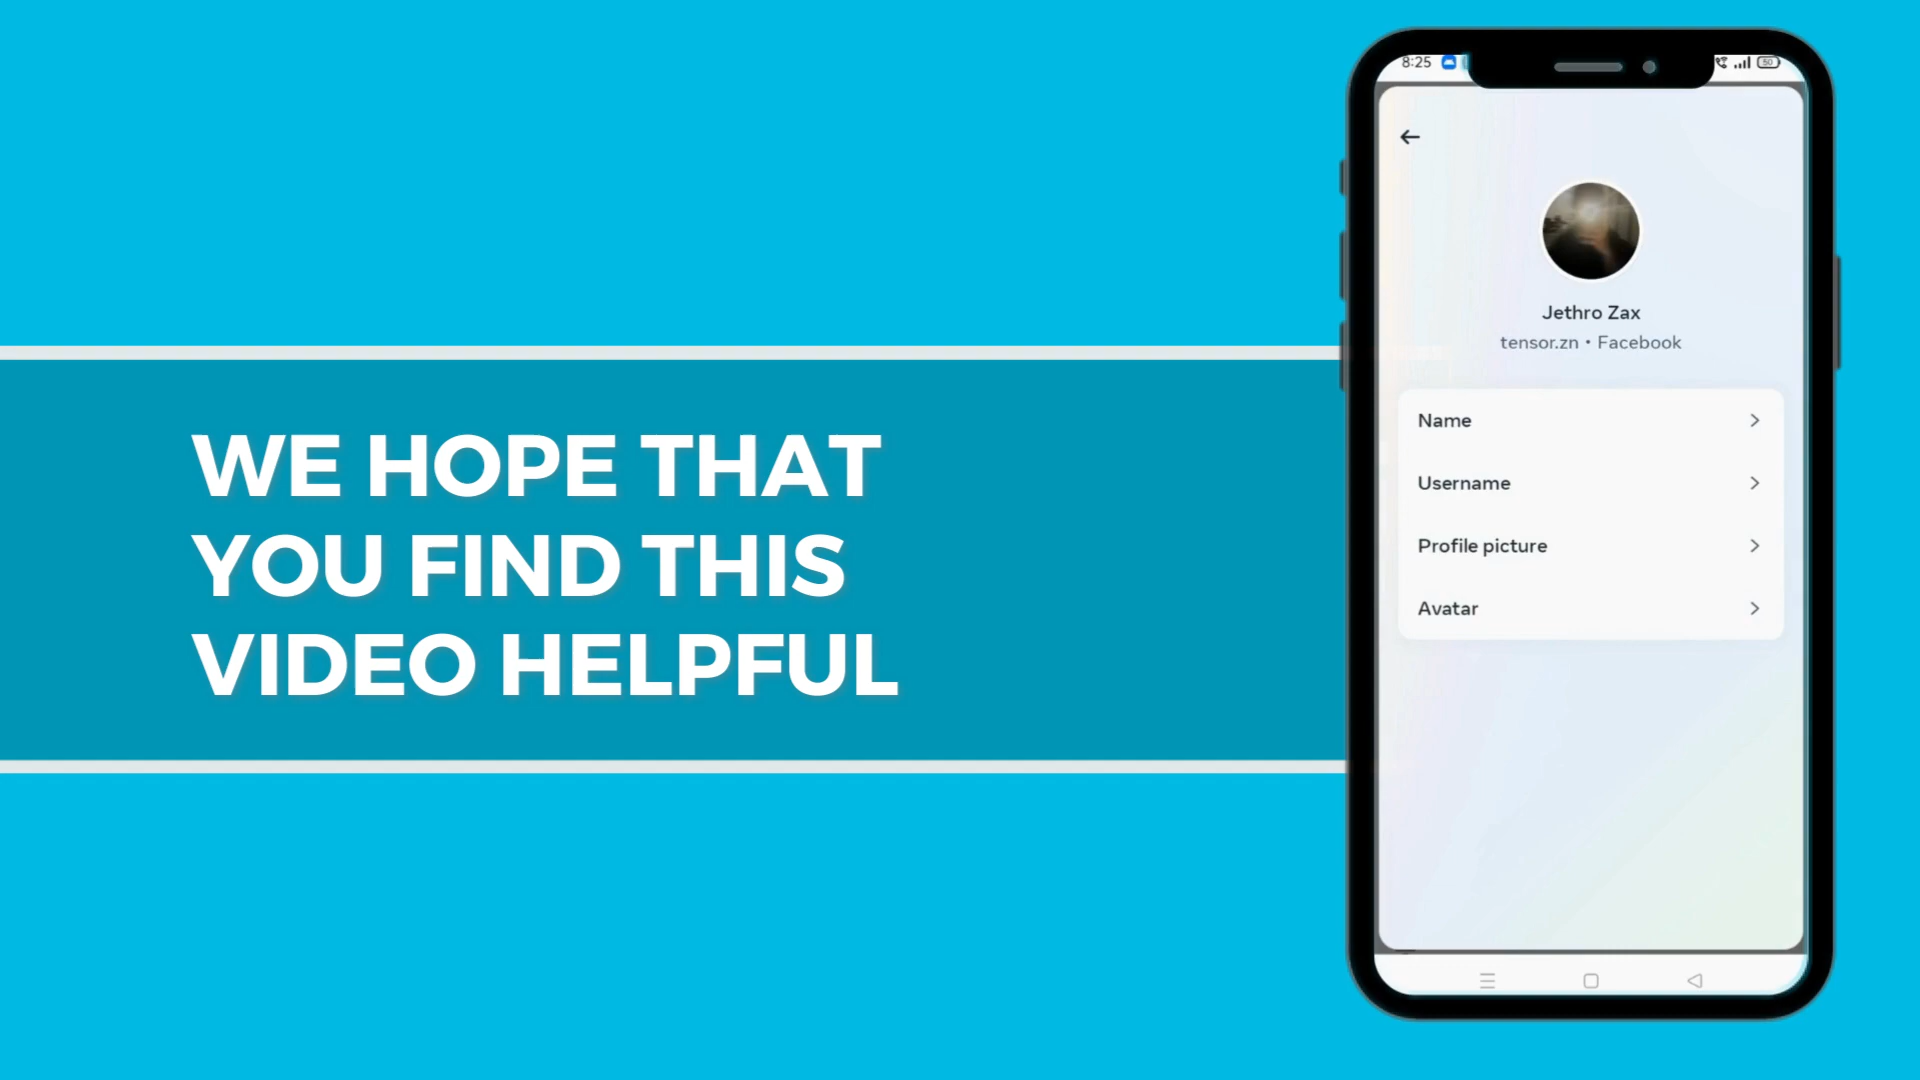 WE HOPE THAT
YOU FIND THIS
VIDEO HELPFUL
8:25
50
Jethro Zax
tensor.zn • Facebook
Name
Username
Profile picture
Avatar